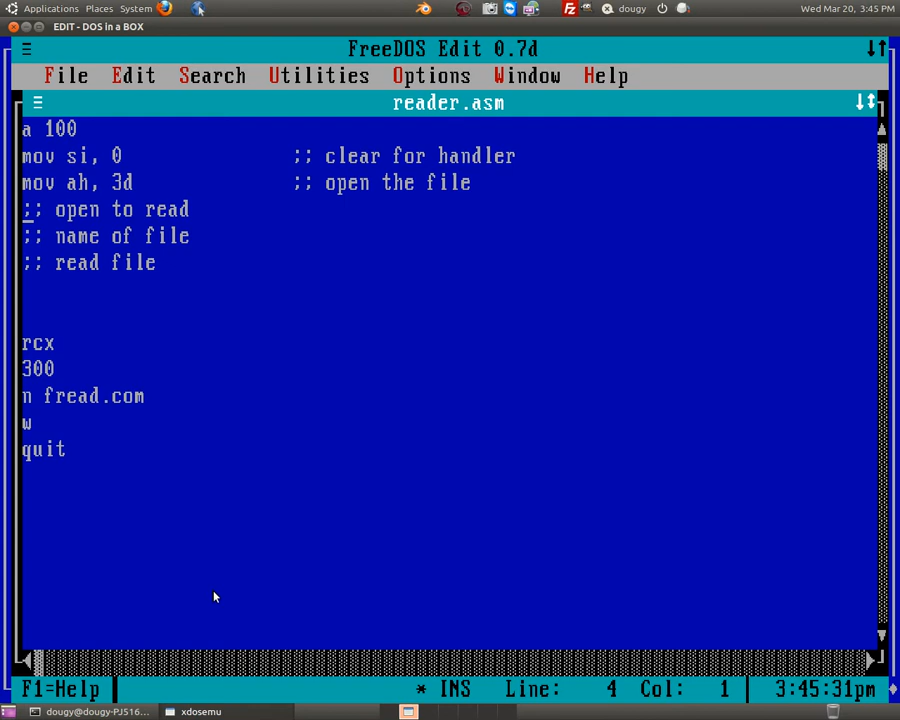 Applications Places System dougy Wed Mar 20, 3:45 PM
EDIT - DOS in a BOX
FreeDOS Edit 0.7d
File Edit Search Utilities Options Window Help
reader.asm
a 100
mov si, 0 ;; clear for handler
mov ah, 3d ;; open the file
;; open to read
;; name of file
;; read file
rcx
300
n fread.com
w
quit
F1=Help * INS Line: 4 Col: 1 3:45:31pm
dougy@dougy-PJ516... xdosemu